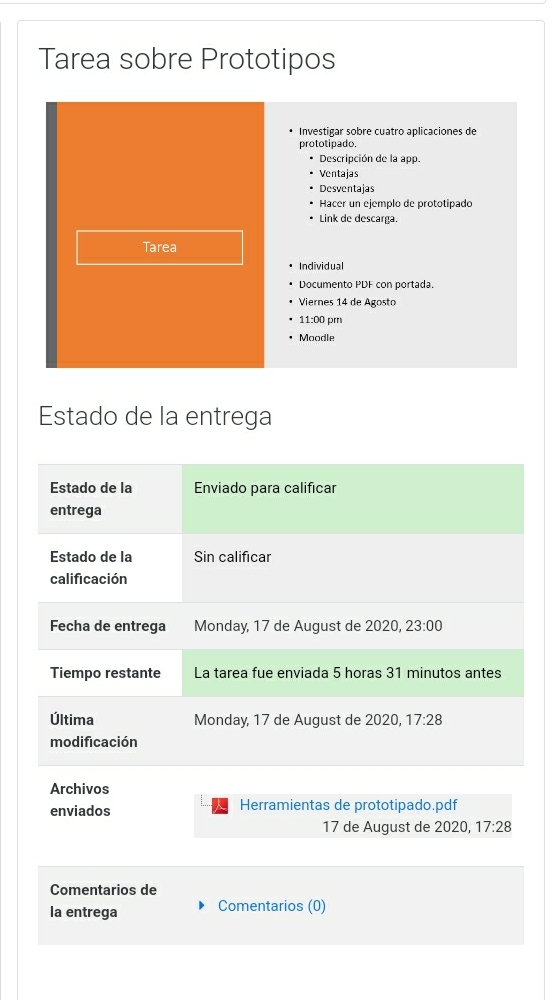 Tarea sobre Prototipos
Tarea
• Investigar sobre cuatro aplicaciones de
prototipado.
• Descripción de la app.
• Ventajas
• Desventajas
• Hacer un ejemplo de prototipado
• Link de descarga.
• Individual
• Documento PDF con portada.
• Viernes 14 de Agosto
• 11:00 pm
• Moodle
Estado de la entrega
Estado de la
entrega
Enviado para calificar
Estado de la
calificación
Sin calificar
Fecha de entrega
Monday, 17 de August de 2020, 23:00
Tiempo restante
La tarea fue enviada 5 horas 31 minutos antes
Última
modificación
Monday, 17 de August de 2020, 17:28
Archivos
enviados
Herramientas de prototipado.pdf
17 de August de 2020, 17:28
Comentarios de
la entrega
Comentarios (0)